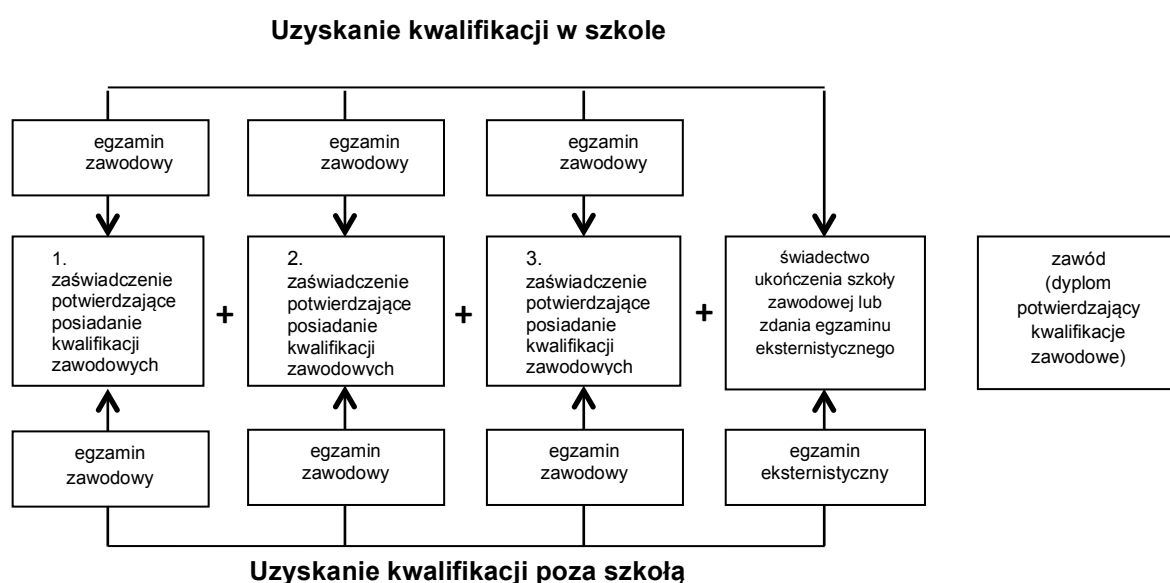 Uzyskanie kwalifikacji w szkole
egzamin
zawodowy
egzamin
zawodowy
egzamin
zawodowy
1.
zaświadczenie
potwierdzające
posiadanie
kwalifikacji
zawodowych
+
2.
zaświadczenie
potwierdzające
posiadanie
kwalifikacji
zawodowych
+
3.
zaświadczenie
potwierdzające
posiadanie
kwalifikacji
zawodowych
+
świadectwo
ukończenia szkoły
zawodowej lub
zdania egzaminu
eksternistycznego
zawód
(dyplom
potwierdzający
kwalifikacje
zawodowe)
egzamin
zawodowy
egzamin
zawodowy
egzamin
zawodowy
egzamin
eksternistyczny
Uzyskanie kwalifikacji poza szkołą